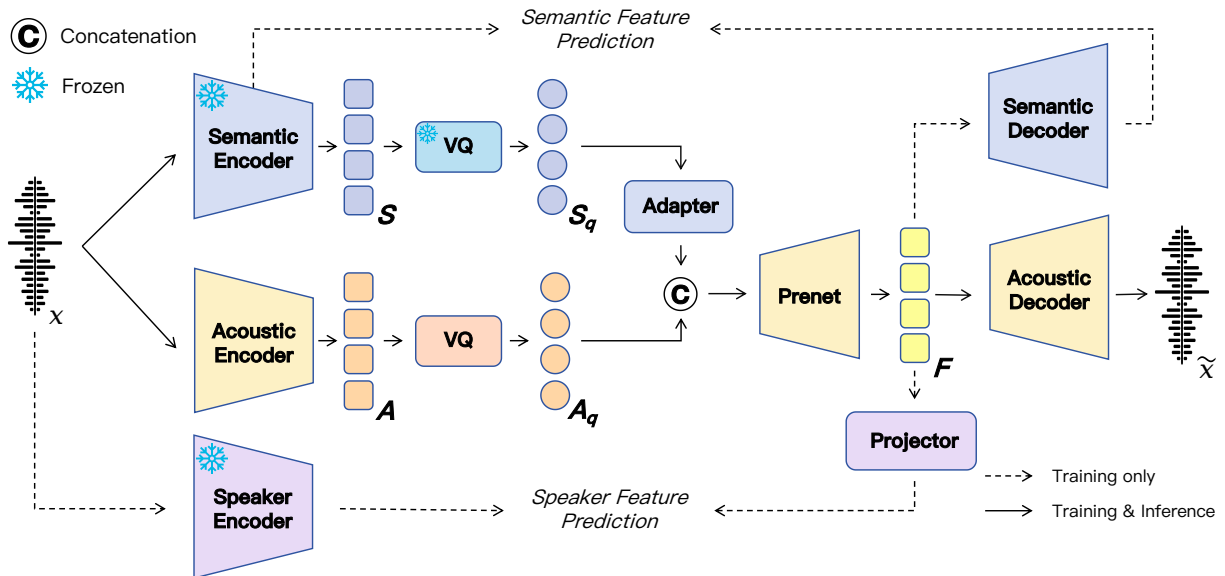 Semantic Feature
Prediction
C Concatenation
Frozen
Semantic
Encoder
S
VQ
S_q
Adapter
Semantic
Decoder
x
Acoustic
Encoder
A
VQ
A_q
C
Prenet
F
Acoustic
Decoder
x̃
Projector
Speaker
Encoder
Speaker Feature
Prediction
Training only
Training & Inference